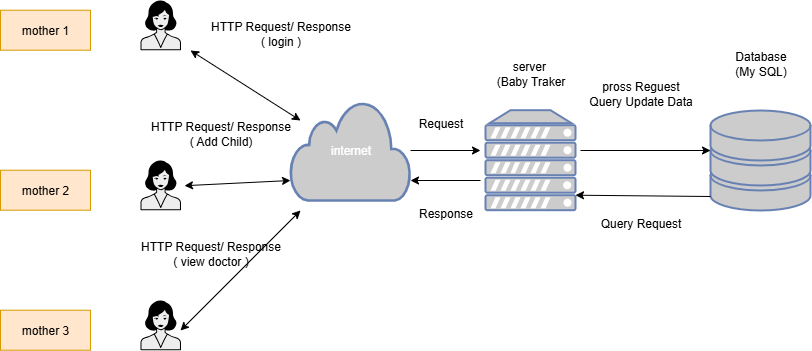 mother 1
HTTP Request/ Response
( login )
server
(Baby Traker
Database
(My SQL)
pross Reguest
Query Update Data
HTTP Request/ Response
( Add Child)
Request
internet
mother 2
Response
Query Request
HTTP Request/ Response
( view doctor )
mother 3